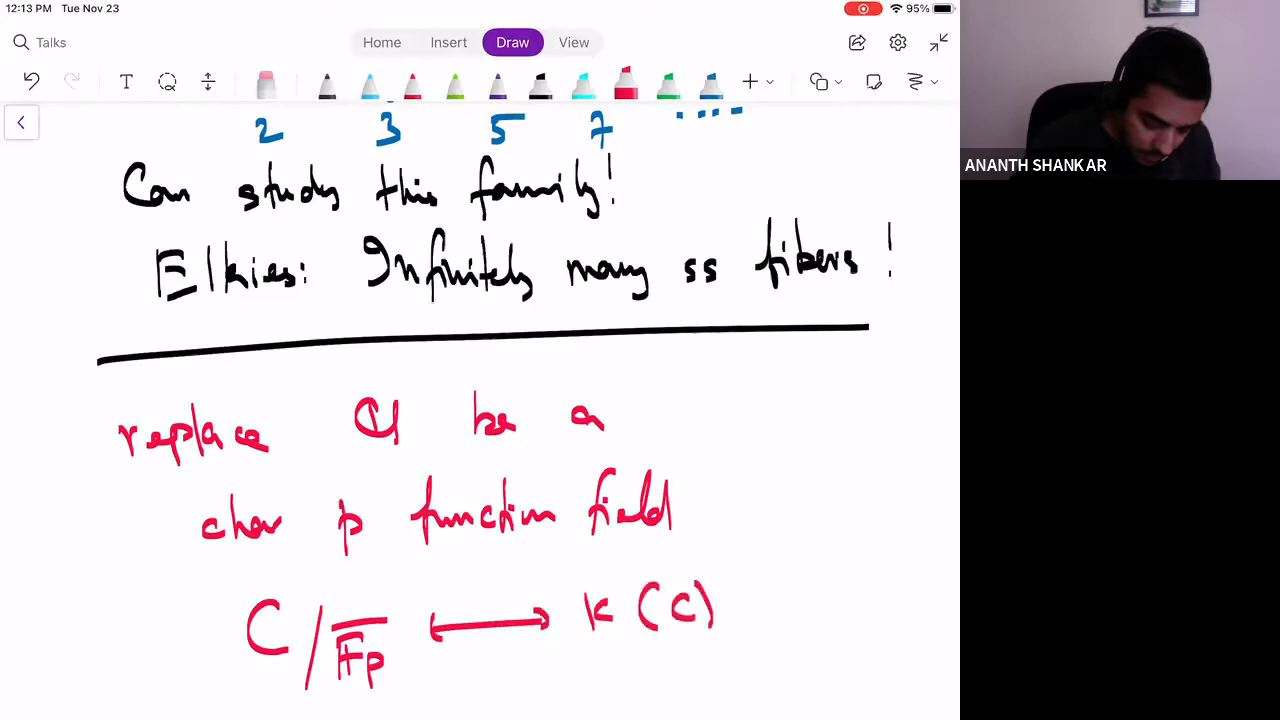 12:13 PM Tue Nov 23
95%
Talks
Home Insert Draw View
2 3 5 7 ....
Can study this family!
Elkies: Infinitely many ss fibers!
replace Q be a
char p function field
C/F̅p ⟷ k(C)
ANANTH SHANKAR